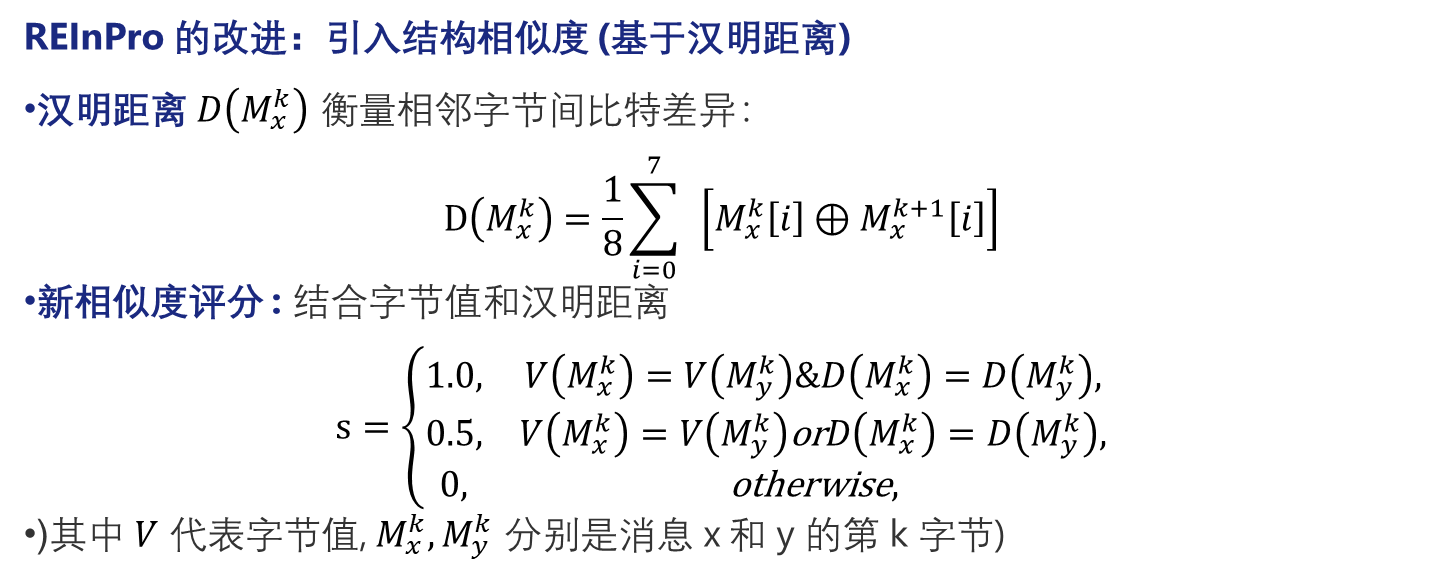 REInPro 的改进：引入结构相似度 (基于汉明距离)
•汉明距离 D(M_x^k) 衡量相邻字节间比特差异：
D(M_x^k) = \frac{1}{8} \sum_{i=0}^{7} [M_x^k[i] ⊕ M_x^{k+1}[i]]
•新相似度评分：结合字节值和汉明距离
s = { 1.0, V(M_x^k) = V(M_y^k)&D(M_x^k) = D(M_y^k),
0.5, V(M_x^k) = V(M_y^k)orD(M_x^k) = D(M_y^k),
0, otherwise,
•)其中 V 代表字节值, M_x^k, M_y^k 分别是消息 x 和 y 的第 k 字节)